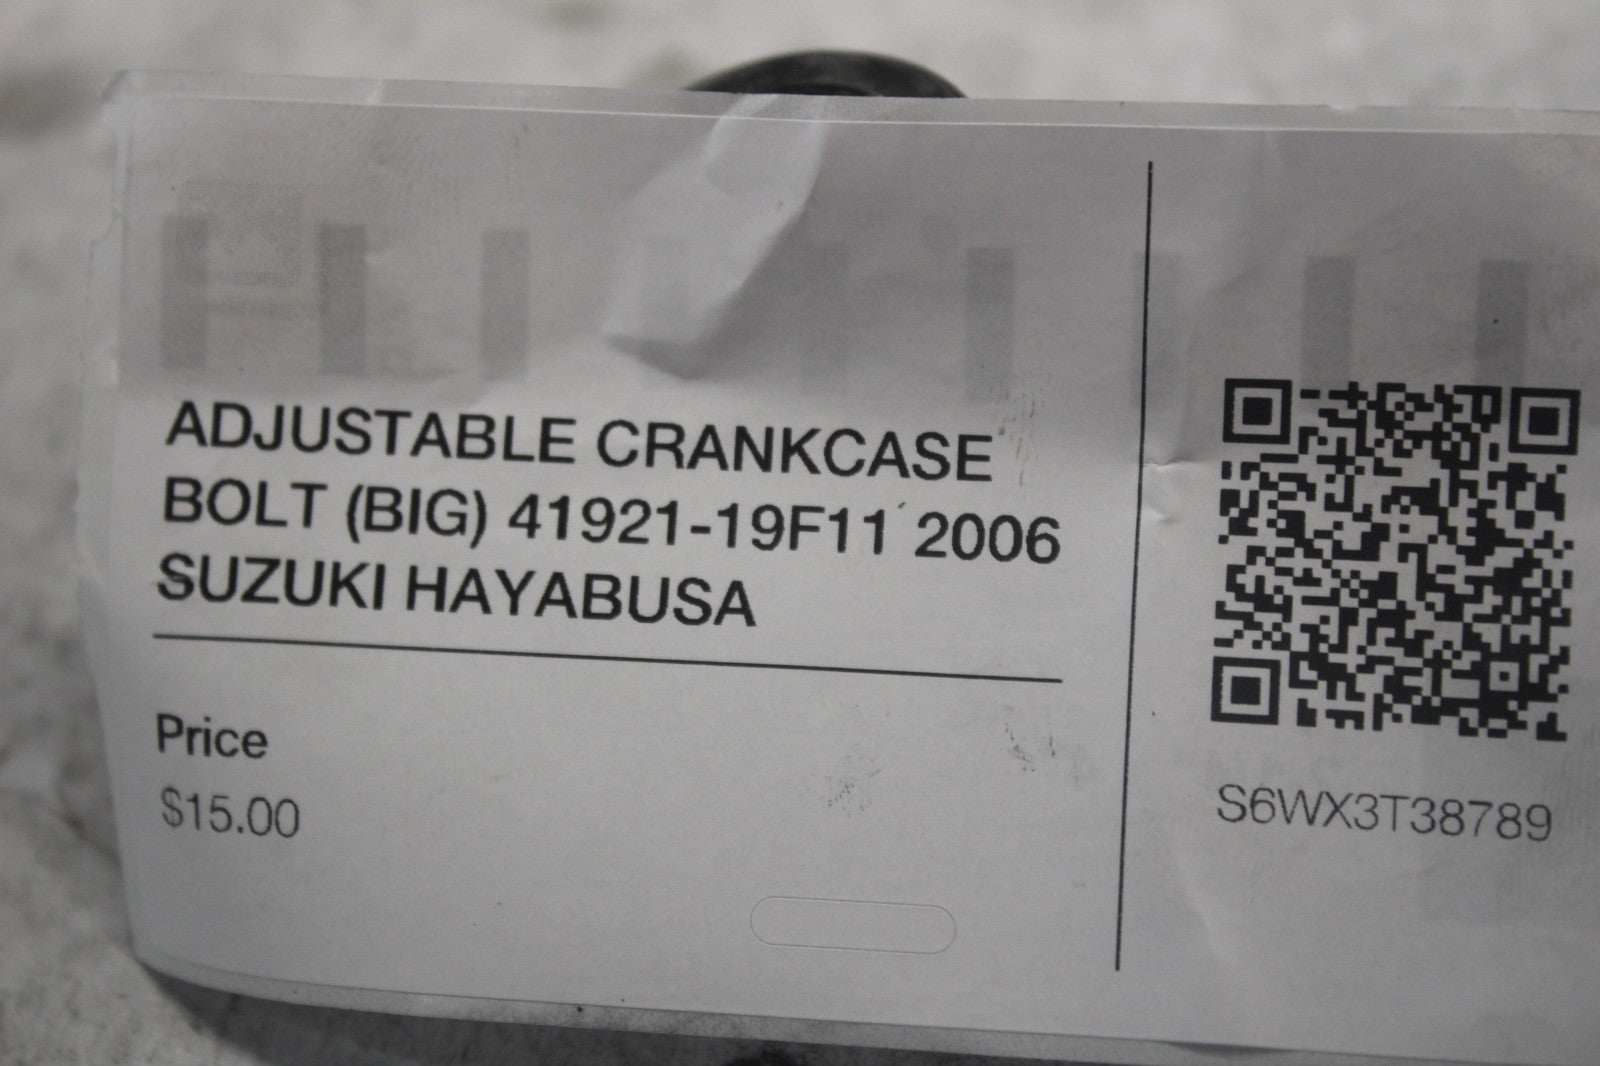 ADJUSTABLE CRANKCASE
BOLT (BIG) 41921-19F11 2006
SUZUKI HAYABUSA
Price
$15.00
S6WX3T38789